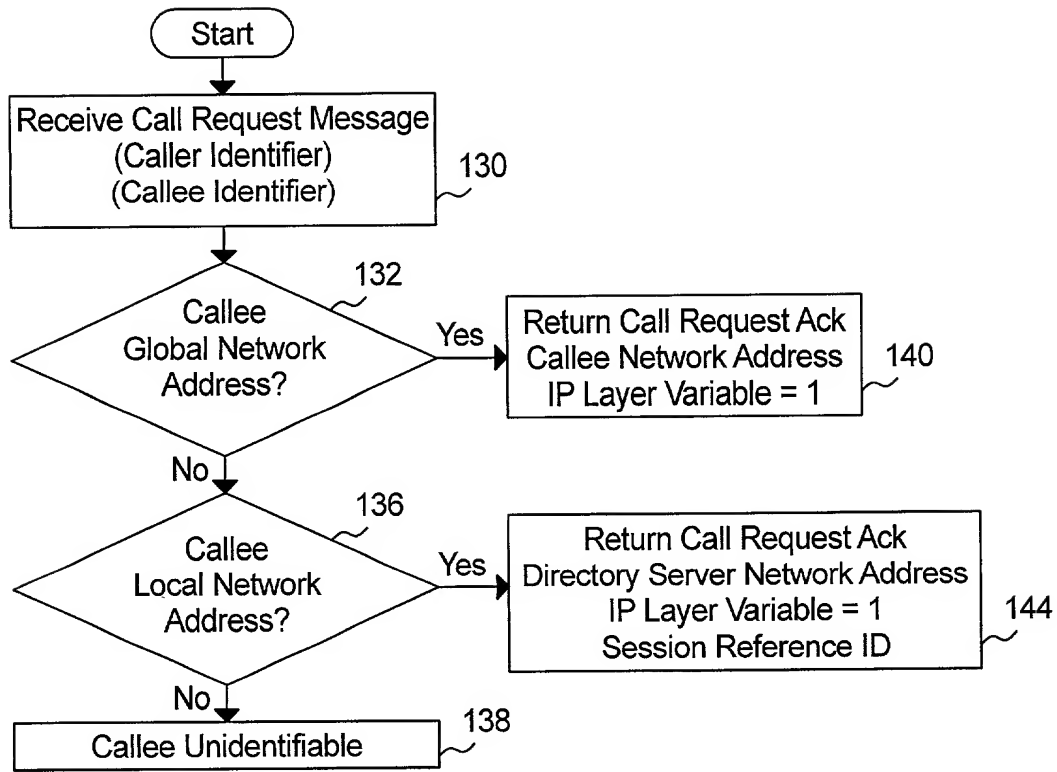 Start
Receive Call Request Message
(Caller Identifier)
(Callee Identifier)
130
132
Callee
Global Network
Address?
Yes
Return Call Request Ack
Callee Network Address
IP Layer Variable = 1
140
No
136
Callee
Local Network
Address?
Yes
Return Call Request Ack
Directory Server Network Address
IP Layer Variable = 1
Session Reference ID
144
No
138
Callee Unidentifiable